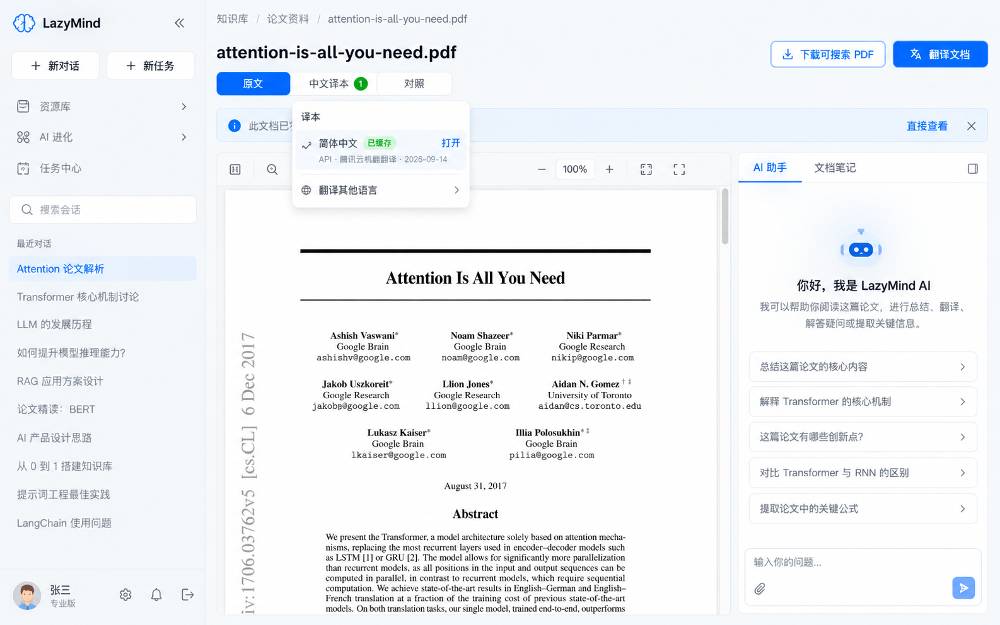 LazyMind
新对话
新任务
资源库
AI 进化
任务中心
搜索会话
最近对话
Attention 论文解析
Transformer 核心机制讨论
LLM 的发展历程
如何提升模型推理能力?
RAG 应用方案设计
论文精读：BERT
AI 产品设计思路
从 0 到 1 搭建知识库
提示词工程最佳实践
LangChain 使用问题
张三
专业版
知识库 / 论文资料 / attention-is-all-you-need.pdf
attention-is-all-you-need.pdf
下载可搜索 PDF
翻译文档
原文
中文译本 1
对照
此文档已
直接查看
译本
简体中文 已缓存 打开
API · 腾讯云机翻翻译 · 2026-09-14
翻译其他语言
100%
Attention Is All You Need
Ashish Vaswani*
Google Brain
ashishv@google.com
Noam Shazeer*
Google Brain
noam@google.com
Niki Parmar*
Google Research
nikip@google.com
Jakob Uszkoreit*
Google Research
Llion Jones*
Google Research
llion@google.com
Aidan N. Gomez † ‡
University of Toronto
aidan@cs.toronto.edu
Lukasz Kaiser*
Google Brain
lkaiser@google.com
Illia Polosukhin* ‡
Google Brain
pilia@google.com
August 31, 2017
Abstract
We present the Transformer, a model architecture solely based on attention mecha-
nisms, replacing the most recurrent layers used in encoder–decoder models such
as LSTM [1] or GRU [2]. The model allows for significantly more parallelization
than recurrent models, as all positions in the input and output sequences can be
computed in parallel, in contrast to recurrent models, which require sequential
computation. We achieve state-of-the-art results in English–German and English–
French translation at a fraction of the training cost of previous state-of-the-art
models. On both translation tasks, our single model, trained end-to-end, outperforms
iv:1706.03762v5 [cs.CL] 6 Dec 2017
AI 助手
文档笔记
你好，我是 LazyMind AI
我可以帮助你阅读这篇论文，进行总结、翻译、
解答疑问或提取关键信息。
总结这篇论文的核心内容
解释 Transformer 的核心机制
这篇论文有哪些创新点?
对比 Transformer 与 RNN 的区别
提取论文中的关键公式
输入你的问题...